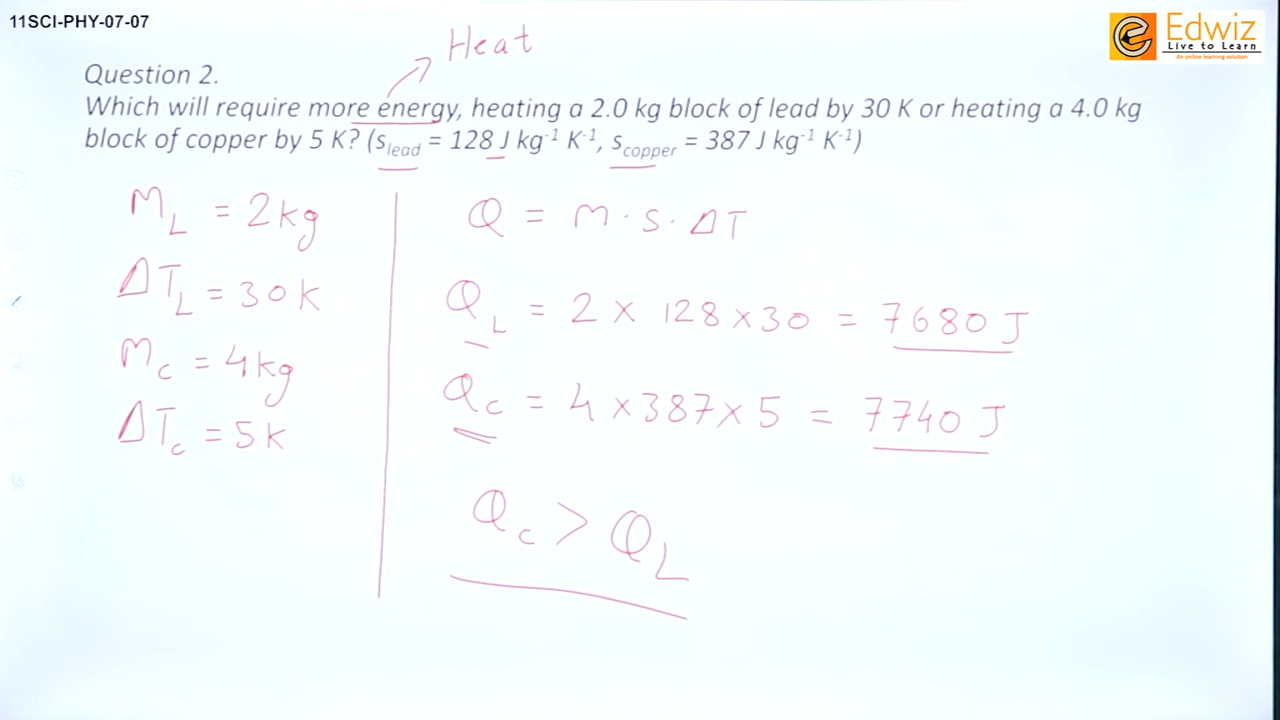 11SCI-PHY-07-07
Edwiz
Live to Learn
An online learning solution
Heat
Question 2.
Which will require more energy, heating a 2.0 kg block of lead by 30 K or heating a 4.0 kg
block of copper by 5 K? (s_lead = 128 J kg⁻¹ K⁻¹, s_copper = 387 J kg⁻¹ K⁻¹)
M_L = 2kg
ΔT_L = 30K
M_c = 4kg
ΔT_c = 5K
Q = m·s·ΔT
Q_L = 2 × 128 × 30 = 7680 J
Q_c = 4 × 387 × 5 = 7740 J
Q_c > Q_L